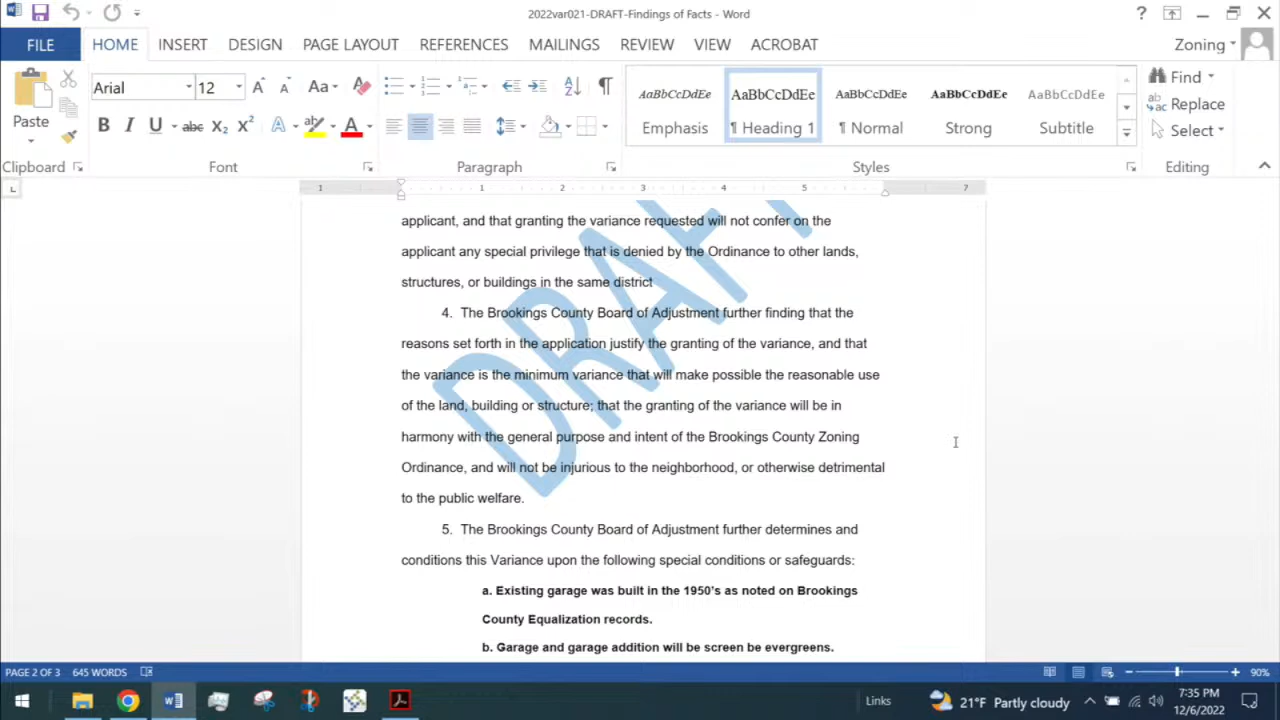 2022var021-DRAFT-Findings of Facts - Word
FILE HOME INSERT DESIGN PAGE LAYOUT REFERENCES MAILINGS REVIEW VIEW ACROBAT Zoning
Arial 12 Aa
AaBbCcDdEe AaBbCcDdEe AaBbCcDdEe AaBbCcDdEe AaBbCcDdEe
Find
Replace
Select
Paste
B I U abc X2 X2 A A
Emphasis ¶ Heading 1 ¶ Normal Strong Subtitle
Clipboard Font Paragraph Styles Editing
1 1 2 3 4 5 7
DRAFT
applicant, and that granting the variance requested will not confer on the
applicant any special privilege that is denied by the Ordinance to other lands,
structures, or buildings in the same district
4. The Brookings County Board of Adjustment further finding that the
reasons set forth in the application justify the granting of the variance, and that
the variance is the minimum variance that will make possible the reasonable use
of the land, building or structure; that the granting of the variance will be in
harmony with the general purpose and intent of the Brookings County Zoning
Ordinance, and will not be injurious to the neighborhood, or otherwise detrimental
to the public welfare.
5. The Brookings County Board of Adjustment further determines and
conditions this Variance upon the following special conditions or safeguards:
a. Existing garage was built in the 1950's as noted on Brookings
County Equalization records.
b. Garage and garage addition will be screen be evergreens.
PAGE 2 OF 3 645 WORDS 90%
Links 21°F Partly cloudy 7:35 PM
12/6/2022